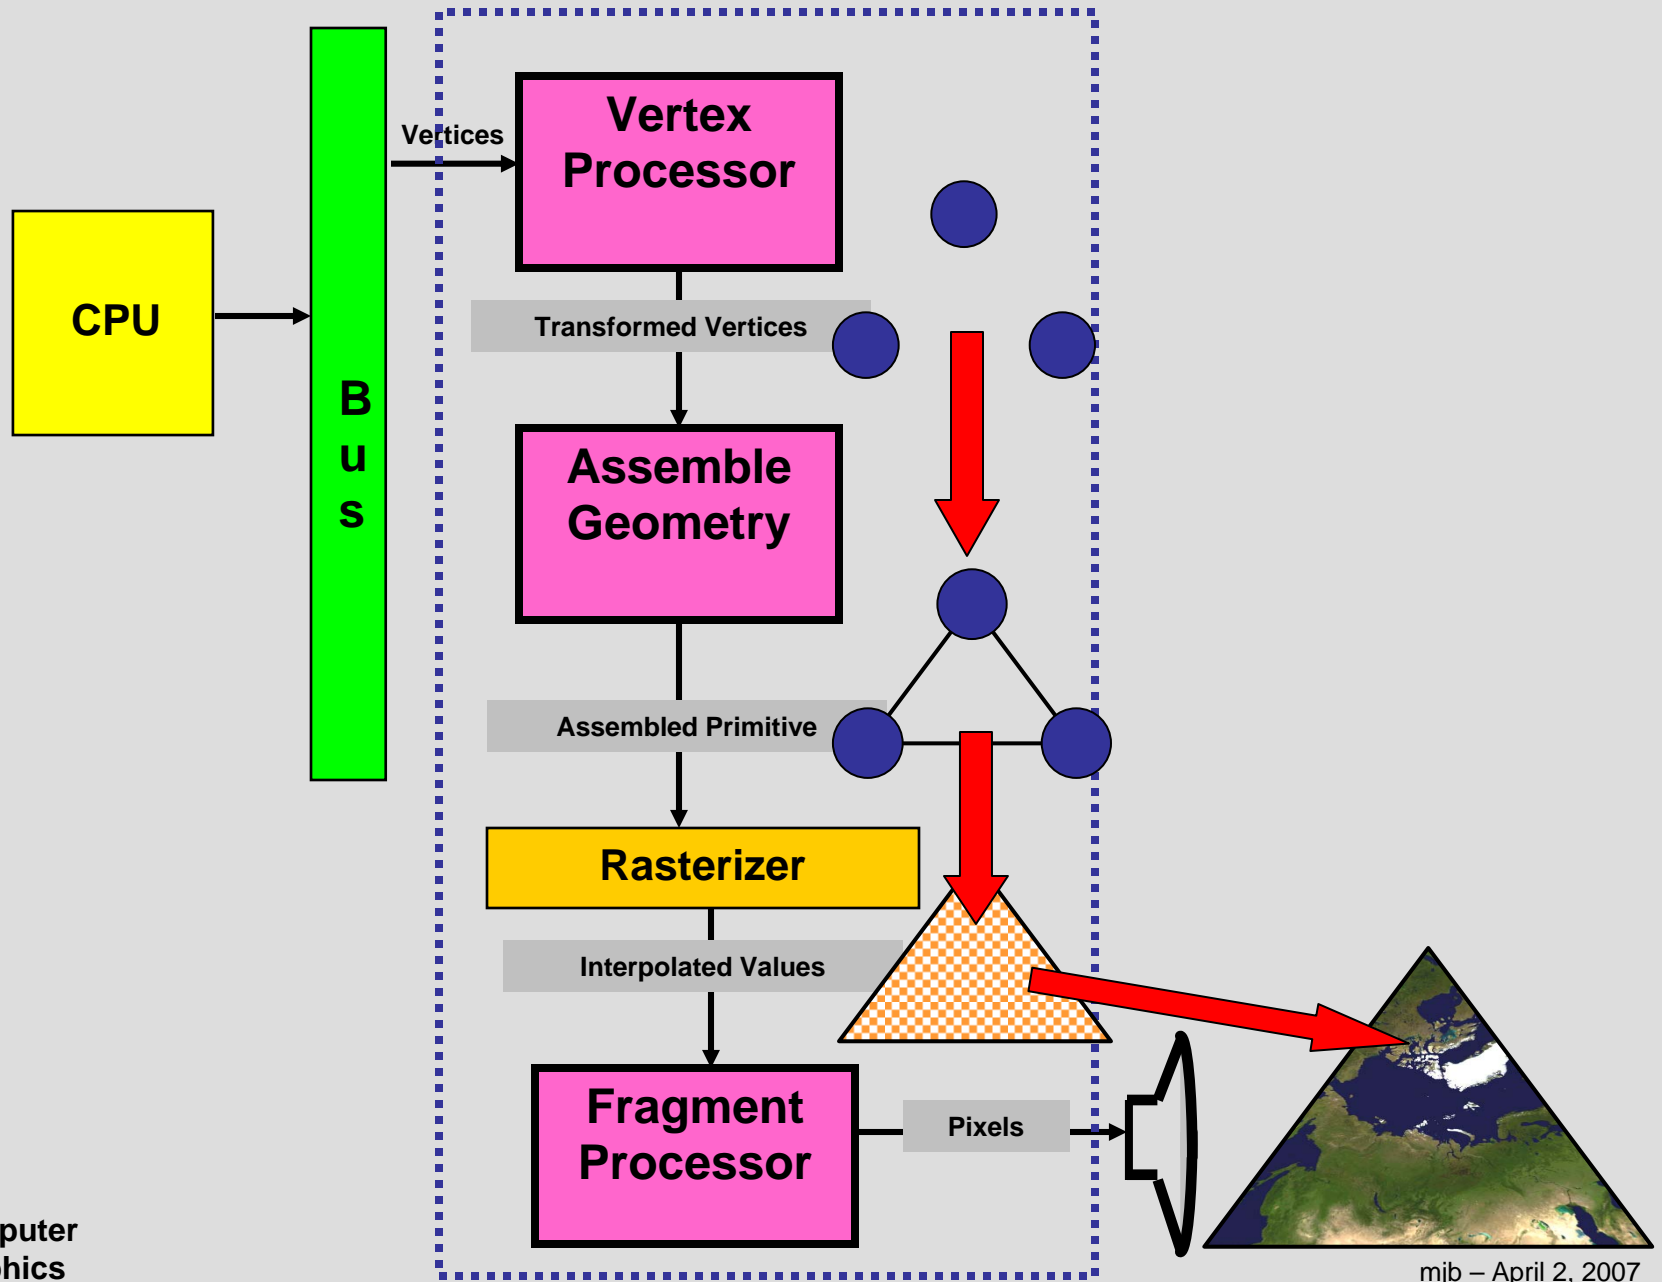 Vertex
Processor
Vertices
CPU
Transformed Vertices
B
u
s
Assemble
Geometry
Assembled Primitive
Rasterizer
Interpolated Values
Fragment
Processor
Pixels
puter
phics
mjb – April 2, 2007